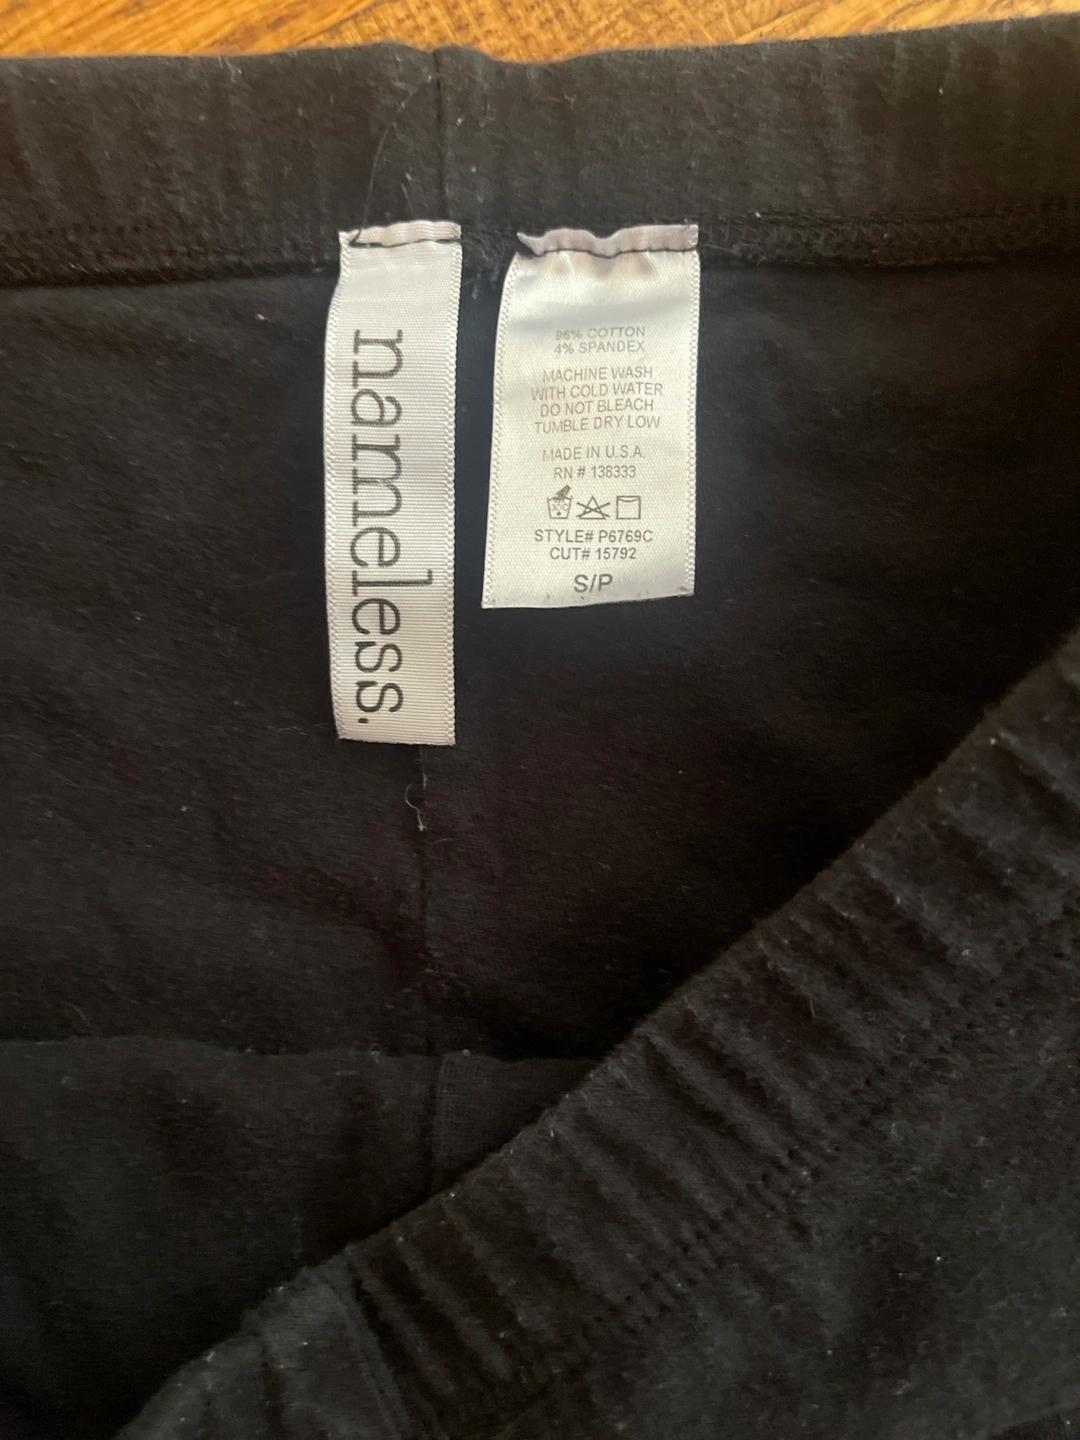 nameless.
96% COTTON
4% SPANDEX
MACHINE WASH
WITH COLD WATER
DO NOT BLEACH
TUMBLE DRY LOW
MADE IN U.S.A.
RN # 138333
STYLE# P6769C
CUT# 15792
S/P